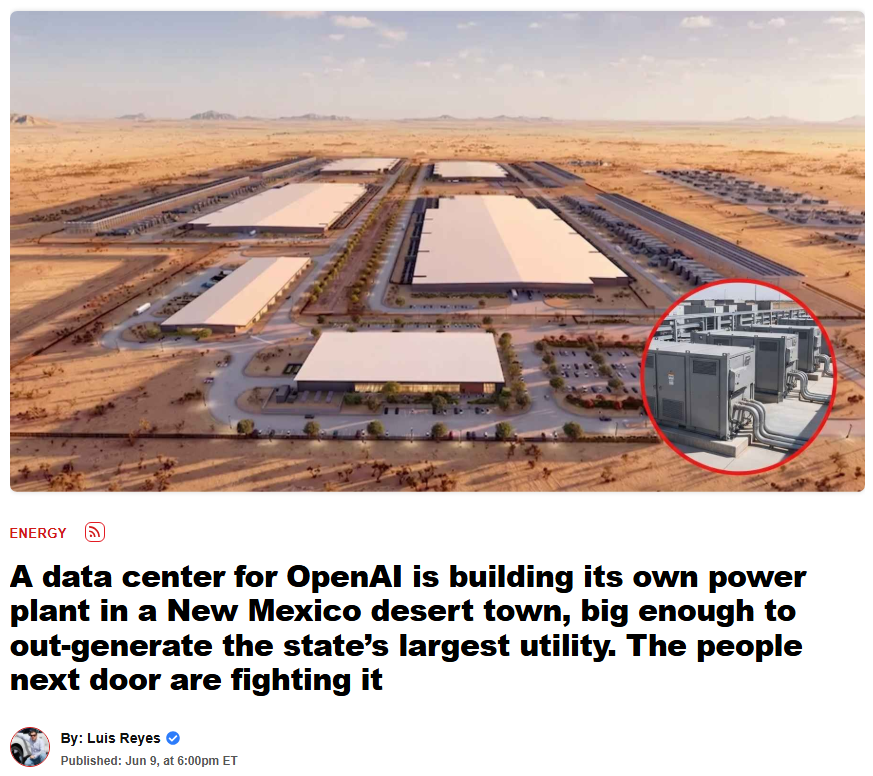 ENERGY
A data center for OpenAI is building its own power
plant in a New Mexico desert town, big enough to
out-generate the state’s largest utility. The people
next door are fighting it
By: Luis Reyes
Published: Jun 9, at 6:00pm ET